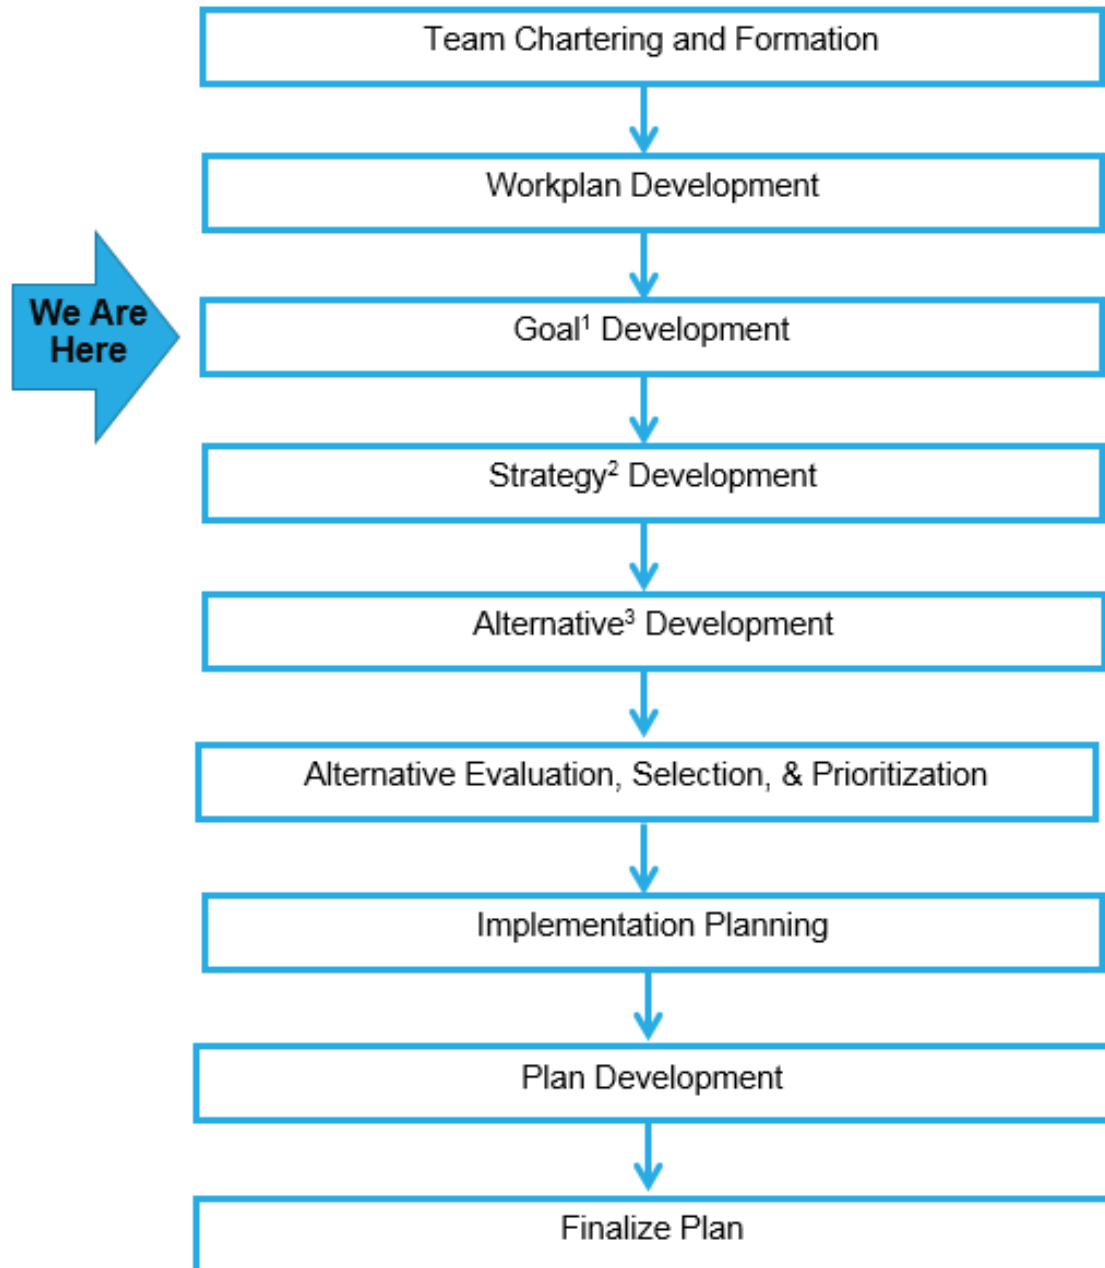 Team Chartering and Formation
Workplan Development
We Are
Here
Goal¹ Development
Strategy² Development
Alternative³ Development
Alternative Evaluation, Selection, & Prioritization
Implementation Planning
Plan Development
Finalize Plan